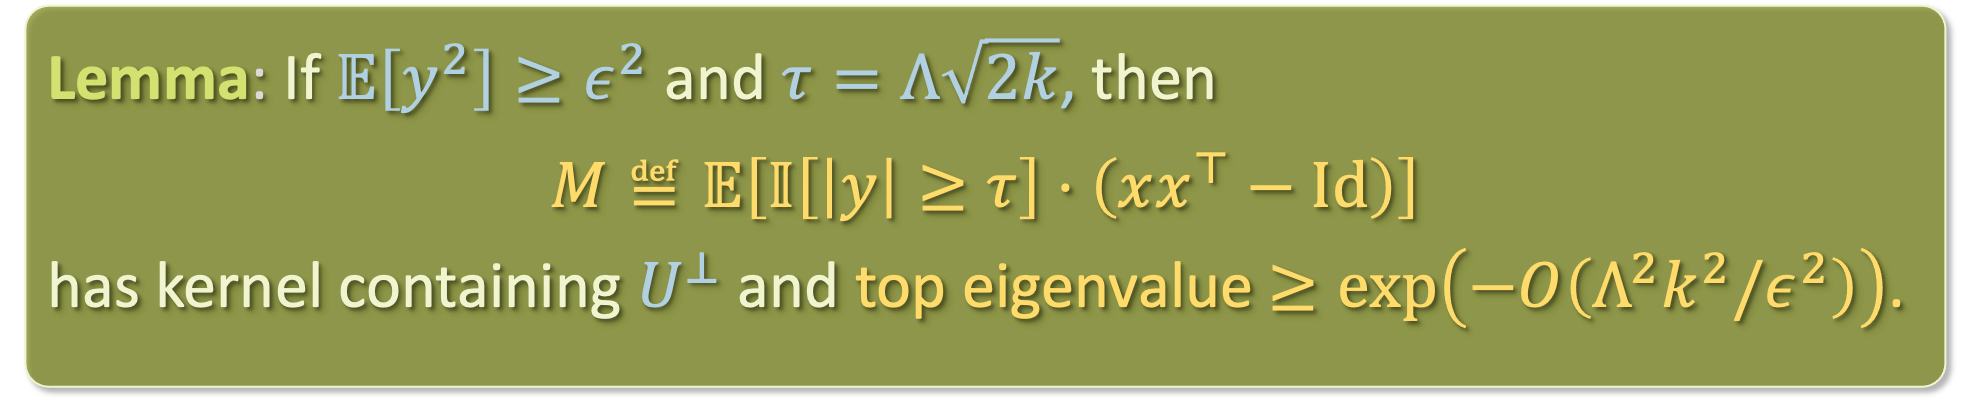 Lemma: If 𝔼[y²] ≥ ϵ² and τ = Λ√2k, then
M ≝ 𝔼[𝕀[|y| ≥ τ] · (xx⊤ − Id)]
has kernel containing U⊥ and top eigenvalue ≥ exp(−O(Λ²k²/ϵ²)).